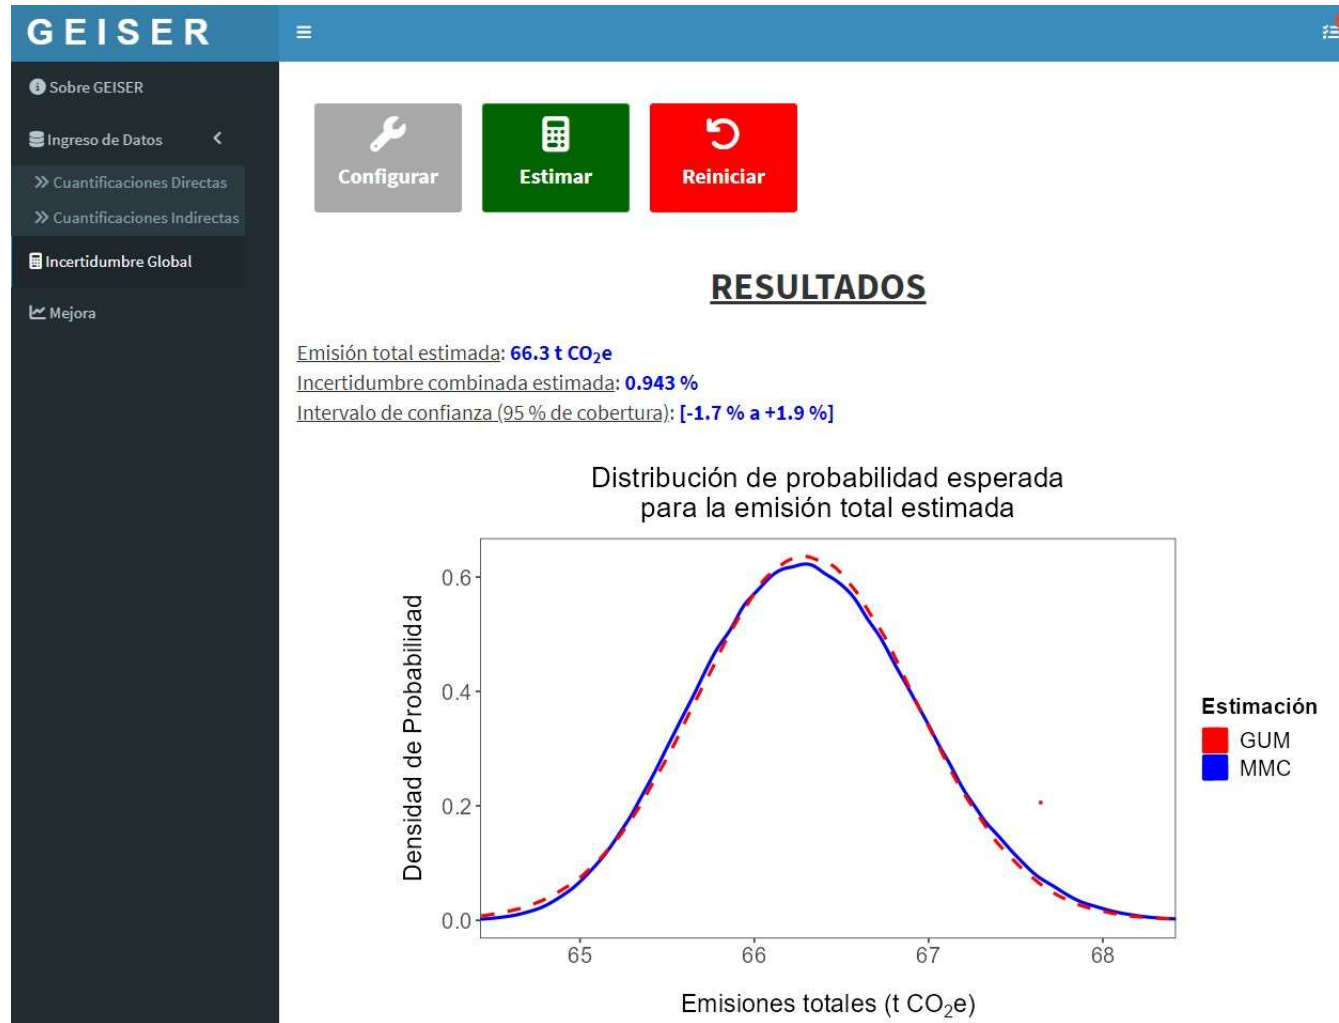 GEISER
Sobre GEISER
Ingreso de Datos
Cuantificaciones Directas
Cuantificaciones Indirectas
Incertidumbre Global
Mejora
Configurar
Estimar
Reiniciar
RESULTADOS
Emisión total estimada: 66.3 t CO₂e
Incertidumbre combinada estimada: 0.943 %
Intervalo de confianza (95 % de cobertura): [-1.7 % a +1.9 %]
Distribución de probabilidad esperada
para la emisión total estimada
Densidad de Probabilidad
0.6
0.4
0.2
0.0
65
66
67
68
Emisiones totales (t CO₂e)
Estimación
GUM
MMC